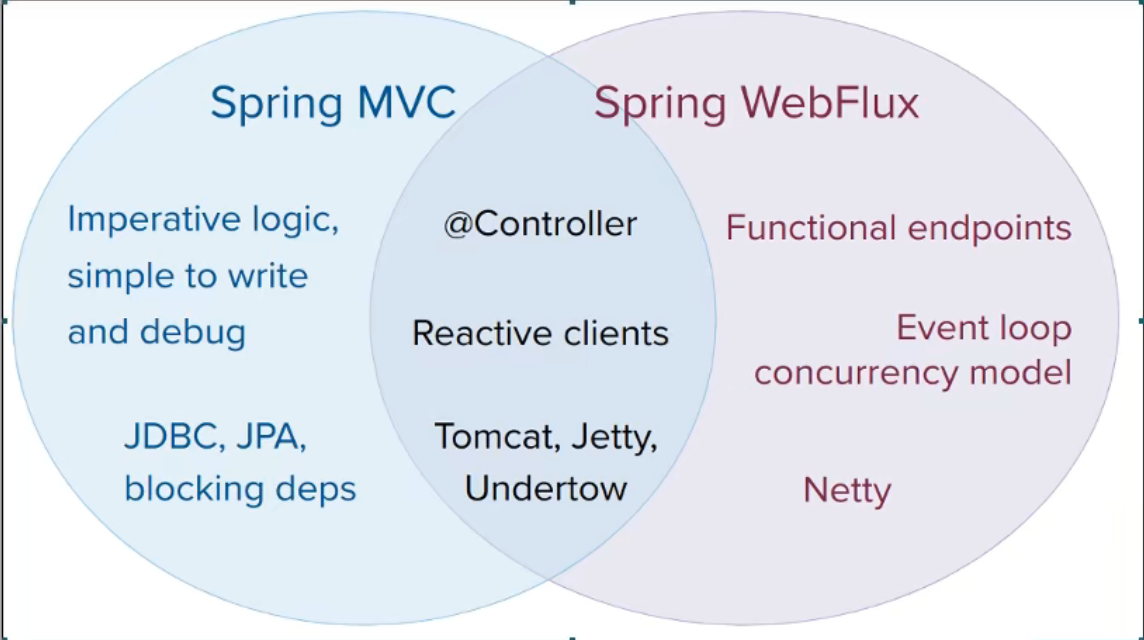 Spring MVC
Spring WebFlux
Imperative logic,
simple to write
and debug
JDBC, JPA,
blocking deps
@Controller
Reactive clients
Tomcat, Jetty,
Undertow
Functional endpoints
Event loop
concurrency model
Netty